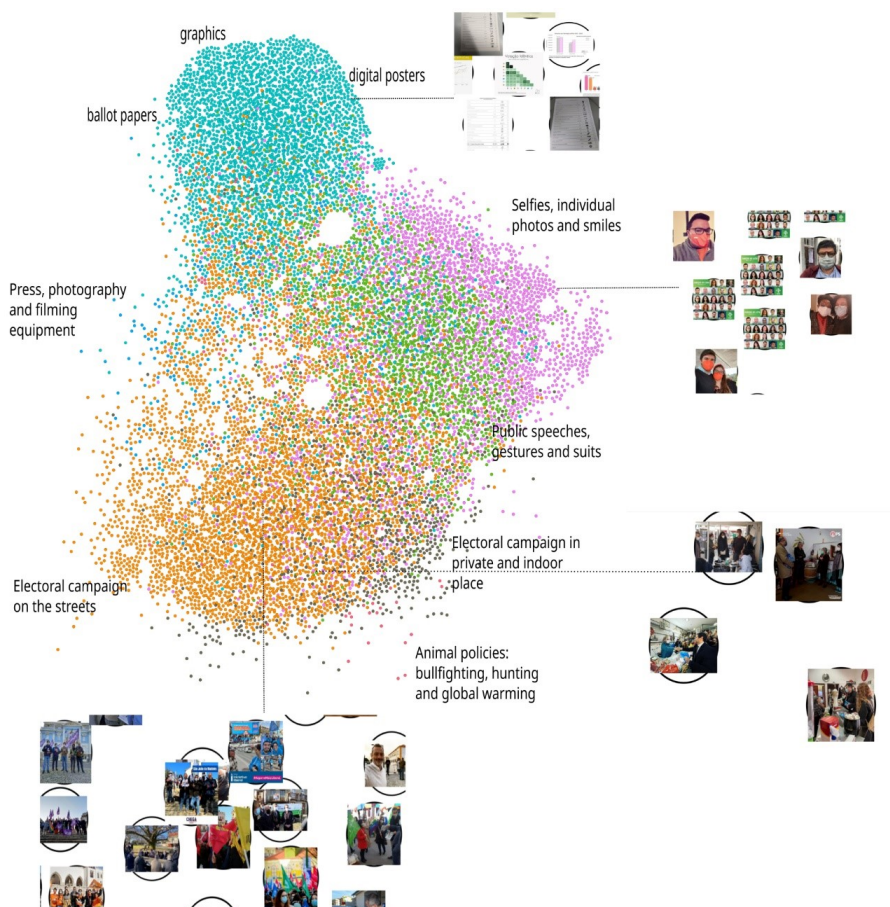 graphics
digital posters
ballot papers
Selfies, individual
photos and smiles
Press, photography
and filming
equipment
Public speeches,
gestures and suits
Electoral campaign in
private and indoor
place
Electoral campaign
on the streets
Animal policies:
bullfighting, hunting
and global warming